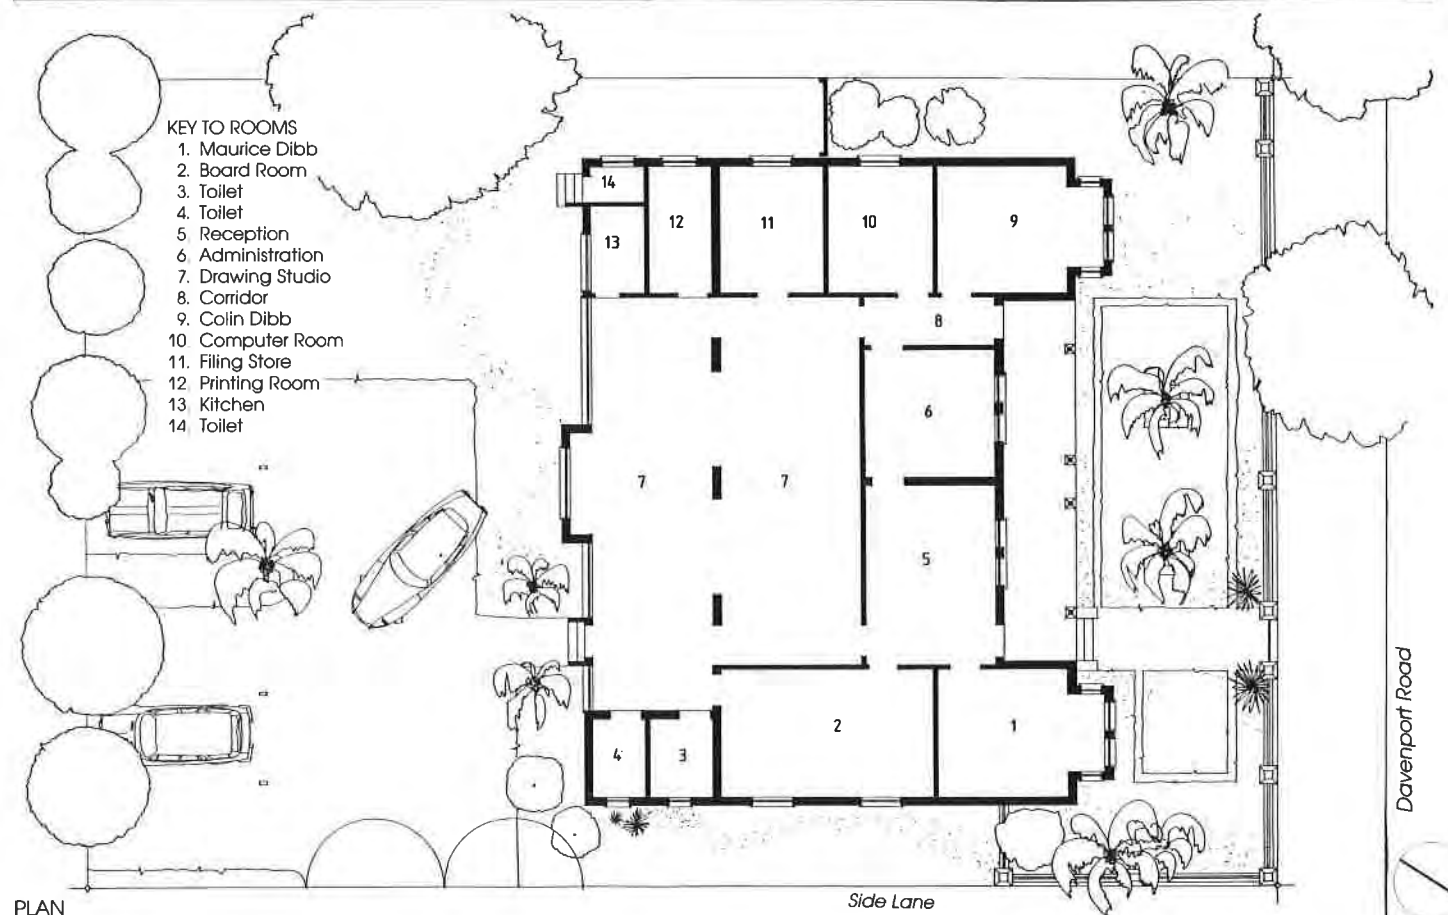 KEY TO ROOMS
1. Maurice Dibb
2. Board Room
3. Toilet
4. Toilet
5. Reception
6. Administration
7. Drawing Studio
8. Corridor
9. Colin Dibb
10. Computer Room
11. Filing Store
12. Printing Room
13. Kitchen
14. Toilet
14
13
12
11
10
9
8
6
7
7
5
4
3
2
1
Davenport Road
Side Lane
PLAN